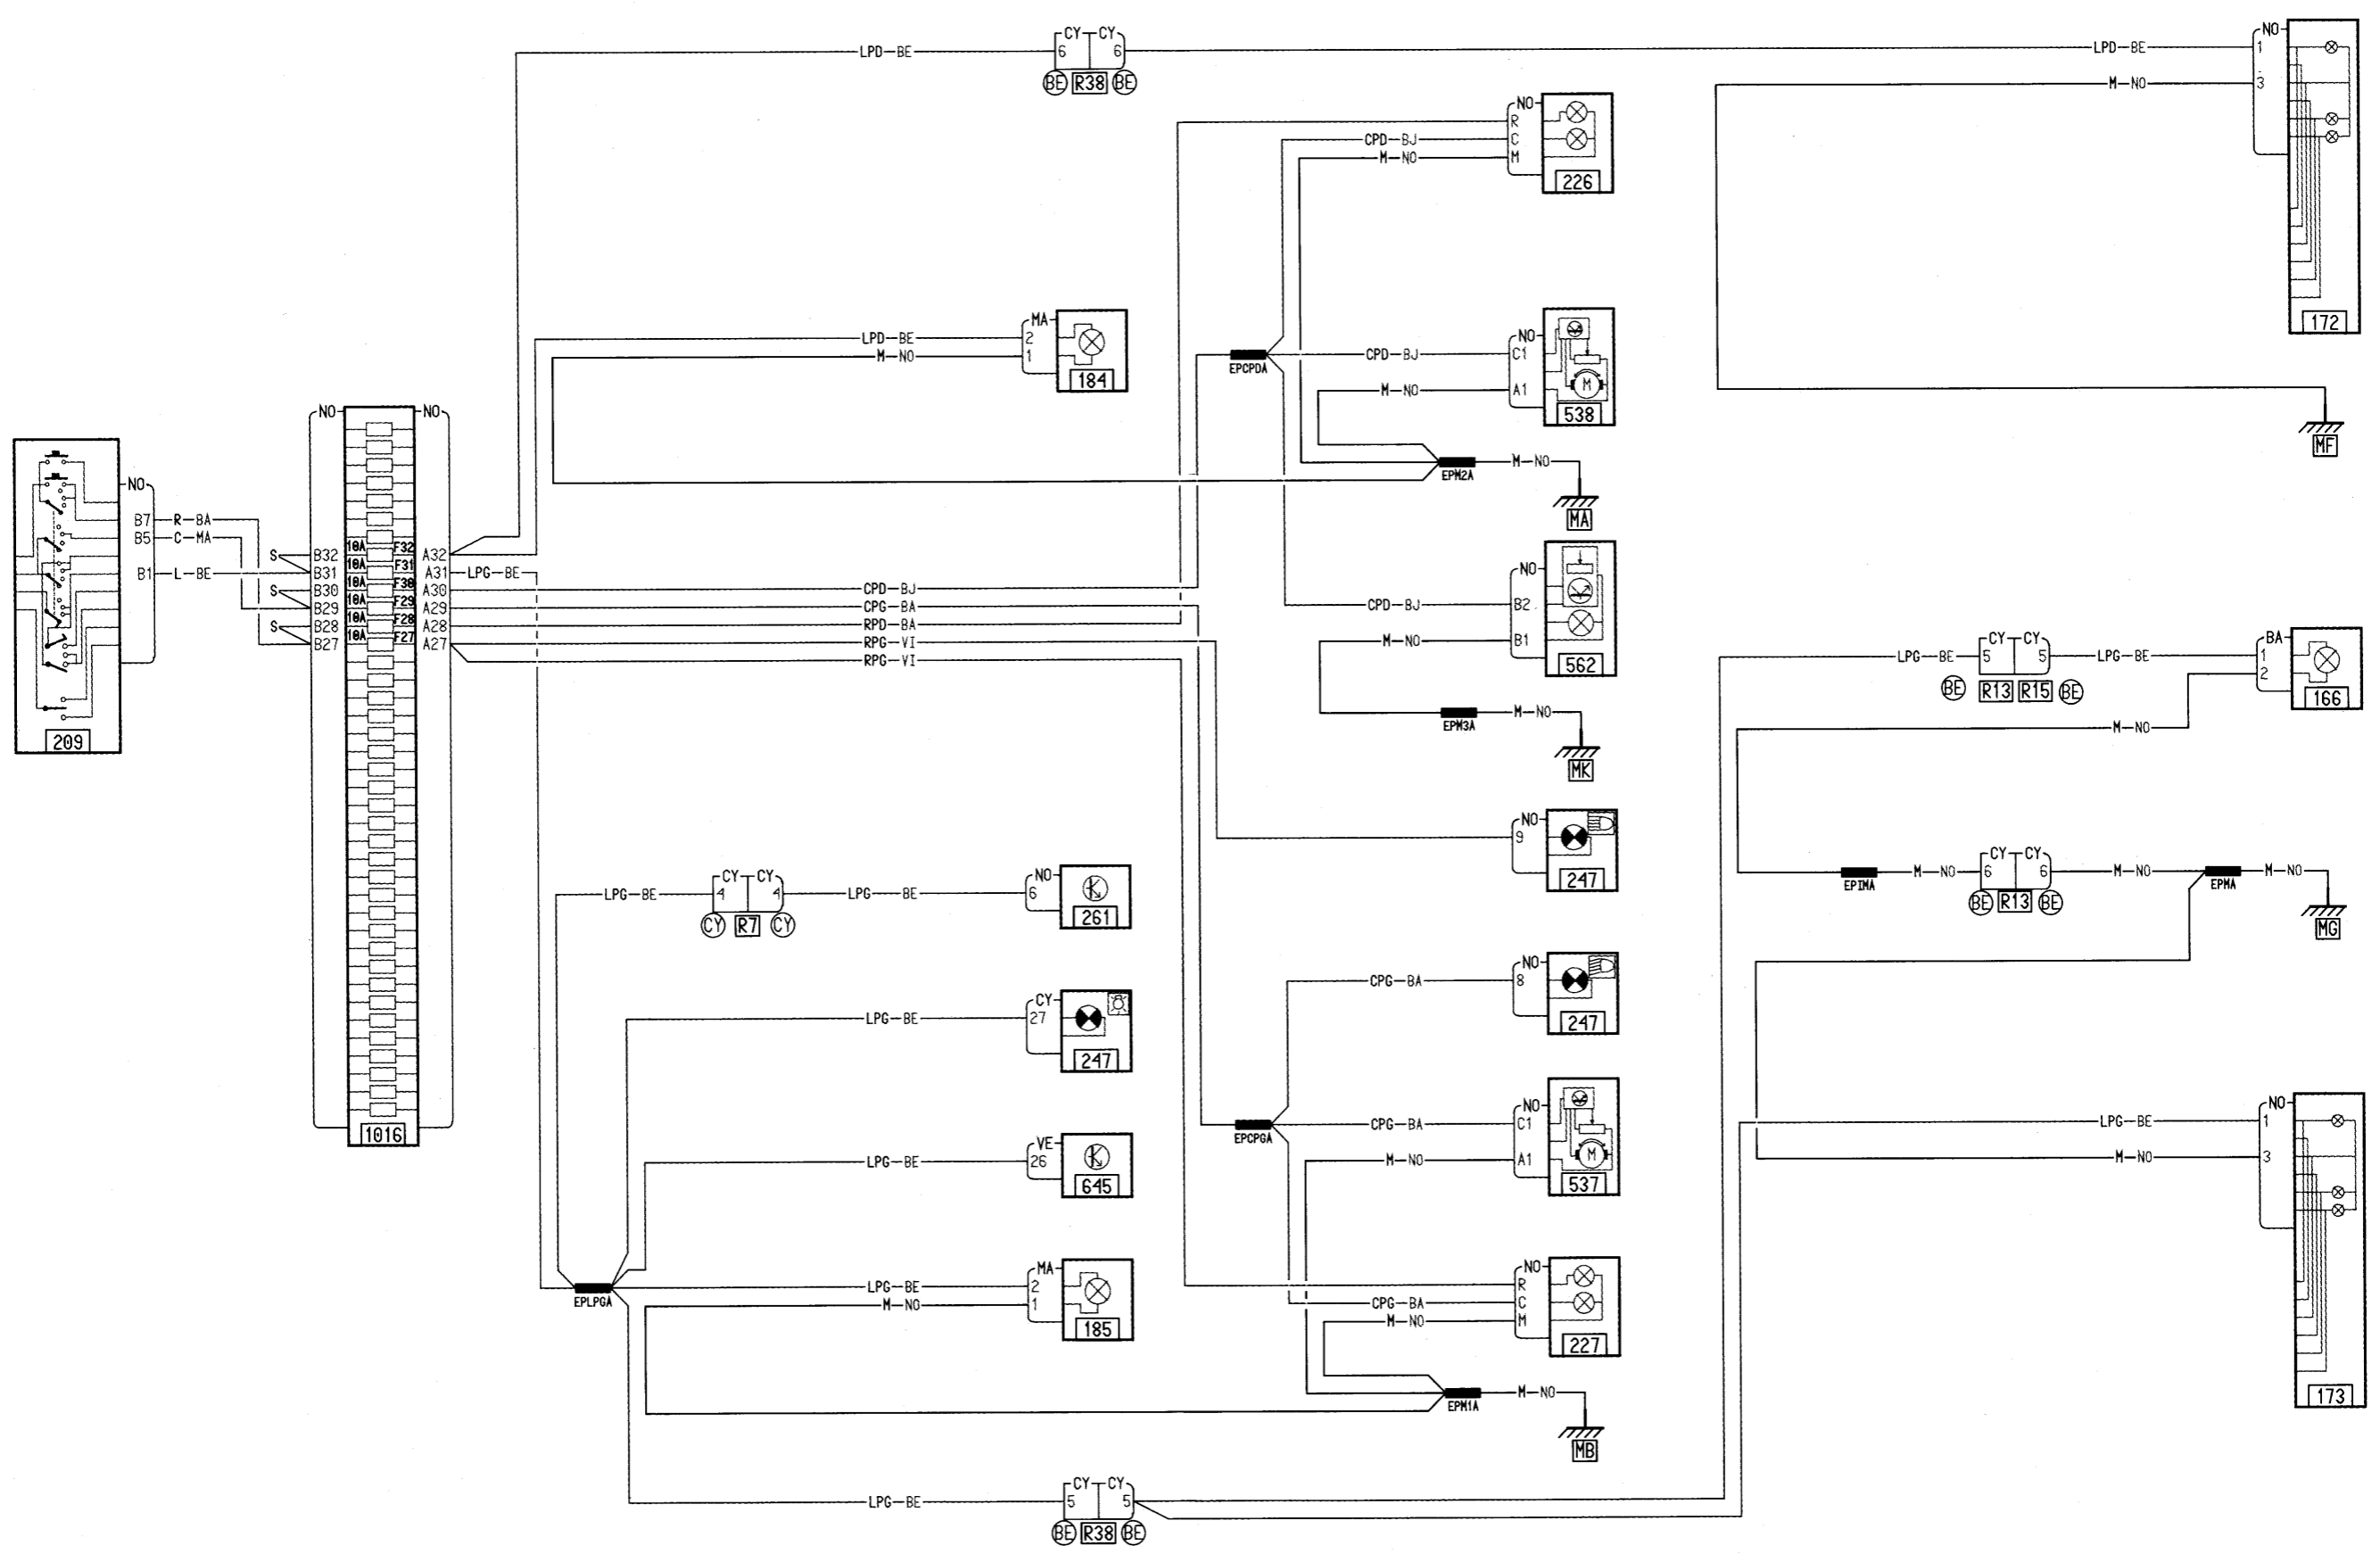 LPD—BE
CY CY
6 6
BE R38 BE
LPD—BE
NO
1
M—NO
3
172
MF
NO
R
CPD—BJ C
M—NO M
226
MA
LPD—BE 2
M—NO 1
184
EPCPDA
NO
CPD—BJ C1
M—NO A1
M
538
EPM2A
M—NO
MA
NO
B7 R—BA
B5 C—MA
B1 L—BE
209
NO NO
S B32 10A F32 A32
B31 10A F31 A31 LPG—BE
S B30 10A F30 A30 CPD—BJ
B29 10A F29 A29 CPG—BA
S B28 10A F28 A28 RPD—BA
B27 10A F27 A27 RPG—VI
RPG—VI
1016
NO
CPD—BJ B2
M—NO B1
562
EPM3A
M—NO
MK
CY CY
LPG—BE 5 5 LPG—BE
BE R13 R15 BE
BA
1
2
166
M—NO
NO
9
247
CY CY
LPG—BE 4 4 LPG—BE
CY R7 CY
NO
6
261
EPIMA
M—NO
CY CY
6 6
BE R13 BE
M—NO
EPMA
M—NO
MG
CY
LPG—BE 27
247
NO
CPG—BA 8
247
VE
LPG—BE 26
645
EPCPGA
NO
CPG—BA C1
M—NO A1
M
537
NO
LPG—BE 1
M—NO 3
173
EPLPGA
MA
LPG—BE 2
M—NO 1
185
NO
R
CPG—BA C
M—NO M
227
EPM1A
M—NO
MB
LPG—BE
CY CY
5 5
BE R38 BE